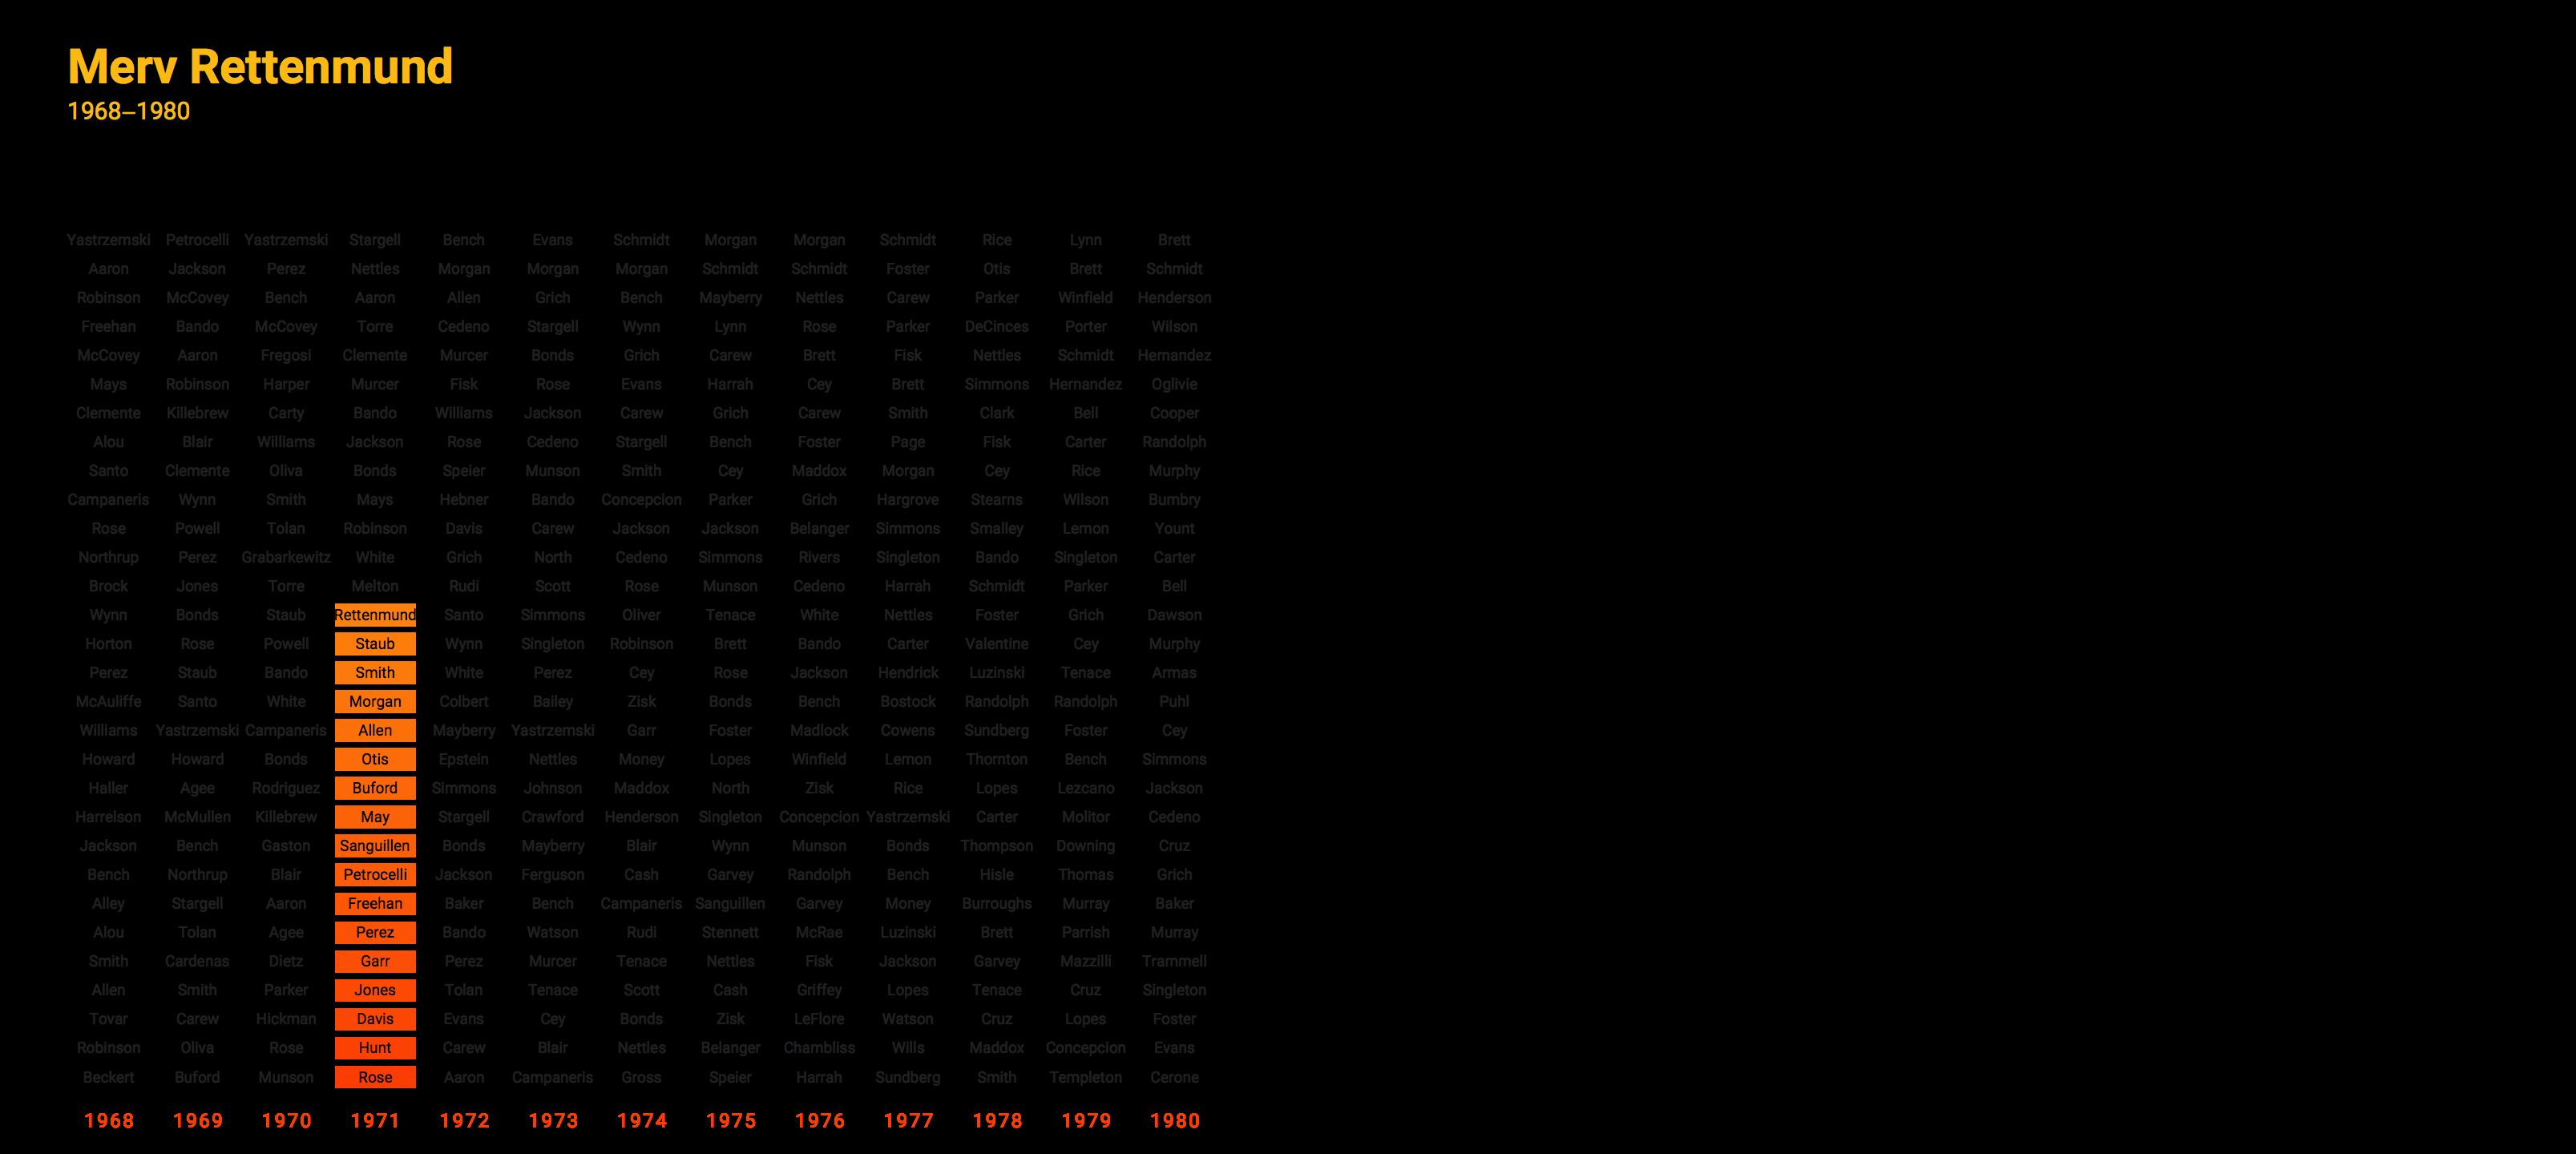 Merv Rettenmund
1968–1980
Yastrzemski Petrocelli Yastrzemski Stargell Bench Evans Schmidt Morgan Morgan Schmidt Rice Lynn Brett
Aaron Jackson Perez Nettles Morgan Morgan Morgan Schmidt Schmidt Foster Otis Brett Schmidt
Robinson McCovey Bench Aaron Allen Grich Bench Mayberry Nettles Carew Parker Winfield Henderson
Freehan Bando McCovey Torre Cedeno Stargell Wynn Lynn Rose Parker DeCinces Porter Wilson
McCovey Aaron Fregosi Clemente Murcer Bonds Grich Carew Brett Fisk Nettles Schmidt Hernandez
Mays Robinson Harper Murcer Fisk Rose Evans Harrah Cey Brett Simmons Hernandez Oglivie
Clemente Killebrew Carty Bando Williams Jackson Carew Grich Carew Smith Clark Bell Cooper
Alou Blair Williams Jackson Rose Cedeno Stargell Bench Foster Page Fisk Carter Randolph
Santo Clemente Oliva Bonds Speier Munson Smith Cey Maddox Morgan Cey Rice Murphy
Campaneris Wynn Smith Mays Hebner Bando Concepcion Parker Grich Hargrove Stearns Wilson Bumbry
Rose Powell Tolan Robinson Davis Carew Jackson Jackson Belanger Simmons Smalley Lemon Yount
Northrup Perez Grabarkewitz White Grich North Cedeno Simmons Rivers Singleton Bando Singleton Carter
Brock Jones Torre Melton Rudi Scott Rose Munson Cedeno Harrah Schmidt Parker Bell
Wynn Bonds Staub Rettenmund Santo Simmons Oliver Tenace White Nettles Foster Grich Dawson
Horton Rose Powell Staub Wynn Singleton Robinson Brett Bando Carter Valentine Cey Murphy
Perez Staub Bando Smith White Perez Cey Rose Jackson Hendrick Luzinski Tenace Armas
McAuliffe Santo White Morgan Colbert Bailey Zisk Bonds Bench Bostock Randolph Randolph Puhl
Williams Yastrzemski Campaneris Allen Mayberry Yastrzemski Garr Foster Madlock Cowens Sundberg Foster Cey
Howard Howard Bonds Otis Epstein Nettles Money Lopes Winfield Lemon Thornton Bench Simmons
Haller Agee Rodriguez Buford Simmons Johnson Maddox North Zisk Rice Lopes Lezcano Jackson
Harrelson McMullen Killebrew May Stargell Crawford Henderson Singleton Concepcion Yastrzemski Carter Molitor Cedeno
Jackson Bench Gaston Sanguillen Bonds Mayberry Blair Wynn Munson Bonds Thompson Downing Cruz
Bench Northrup Blair Petrocelli Jackson Ferguson Cash Garvey Randolph Bench Hisle Thomas Grich
Alley Stargell Aaron Freehan Baker Bench Campaneris Sanguillen Garvey Money Burroughs Murray Baker
Alou Tolan Agee Perez Bando Watson Rudi Stennett McRae Luzinski Brett Parrish Murray
Smith Cardenas Dietz Garr Perez Murcer Tenace Nettles Fisk Jackson Garvey Mazzilli Trammell
Allen Smith Parker Jones Tolan Tenace Scott Cash Griffey Lopes Tenace Cruz Singleton
Tovar Carew Hickman Davis Evans Cey Bonds Zisk LeFlore Watson Cruz Lopes Foster
Robinson Oliva Rose Hunt Carew Blair Nettles Belanger Chambliss Wills Maddox Concepcion Evans
Beckert Buford Munson Rose Aaron Campaneris Gross Speier Harrah Sundberg Smith Templeton Cerone
1968 1969 1970 1971 1972 1973 1974 1975 1976 1977 1978 1979 1980